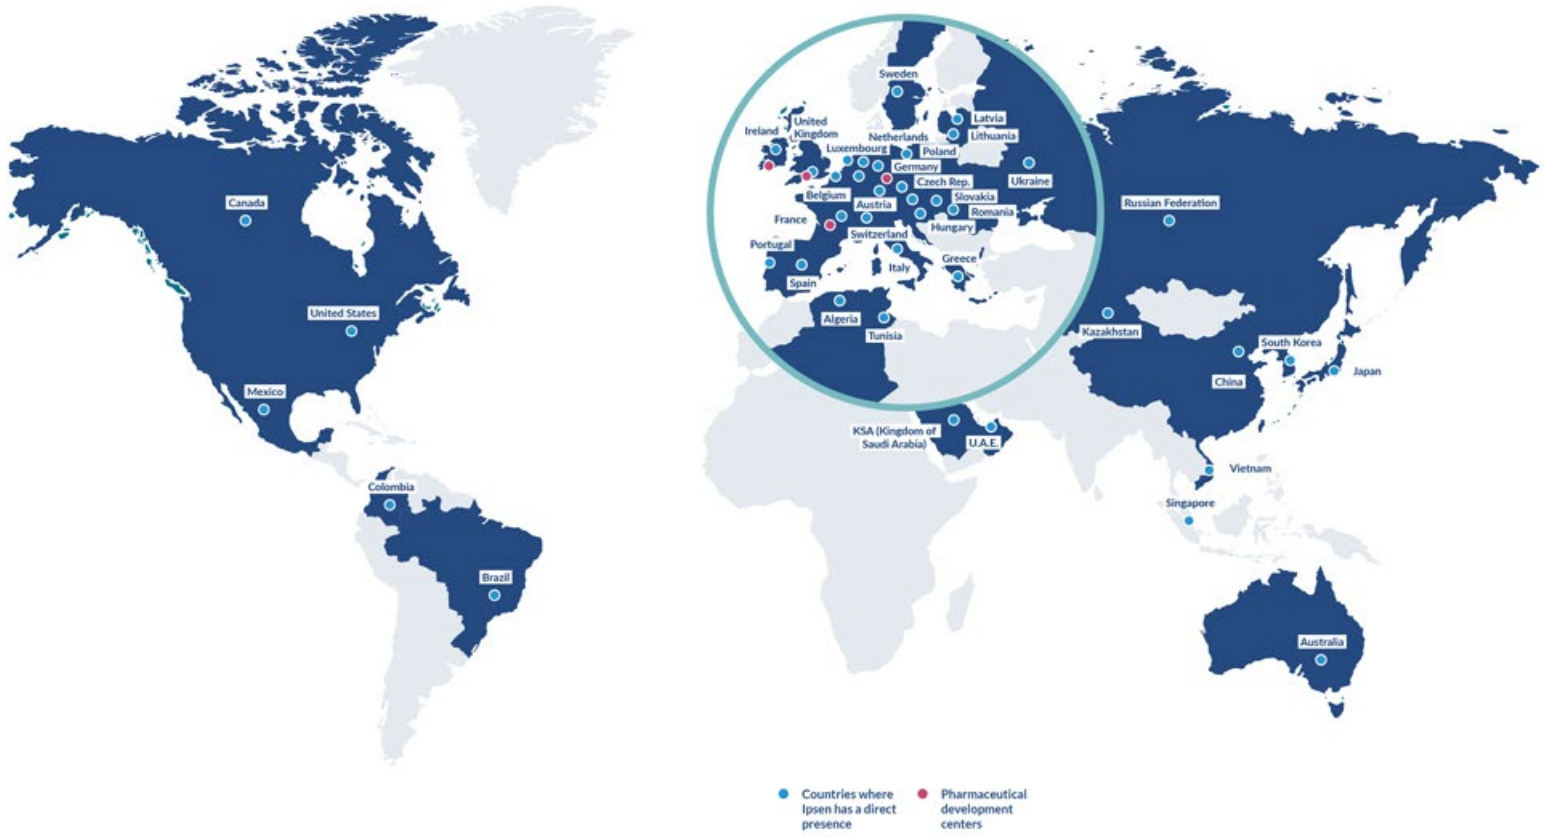 Canada
United States
Mexico
Colombia
Brazil
Sweden
Ireland
United
Kingdom
Latvia
Netherlands
Lithuania
Luxembourg
Poland
Germany
Ukraine
Belgium
Czech Rep.
Slovakia
Austria
Romania
France
Hungary
Switzerland
Portugal
Italy
Greece
Spain
Algeria
Tunisia
Russian Federation
Kazakhstan
South Korea
China
Japan
KSA (Kingdom of
Saudi Arabia)
U.A.E.
Vietnam
Singapore
Australia
Countries where
Ipsen has a direct
presence
Pharmaceutical
development
centers